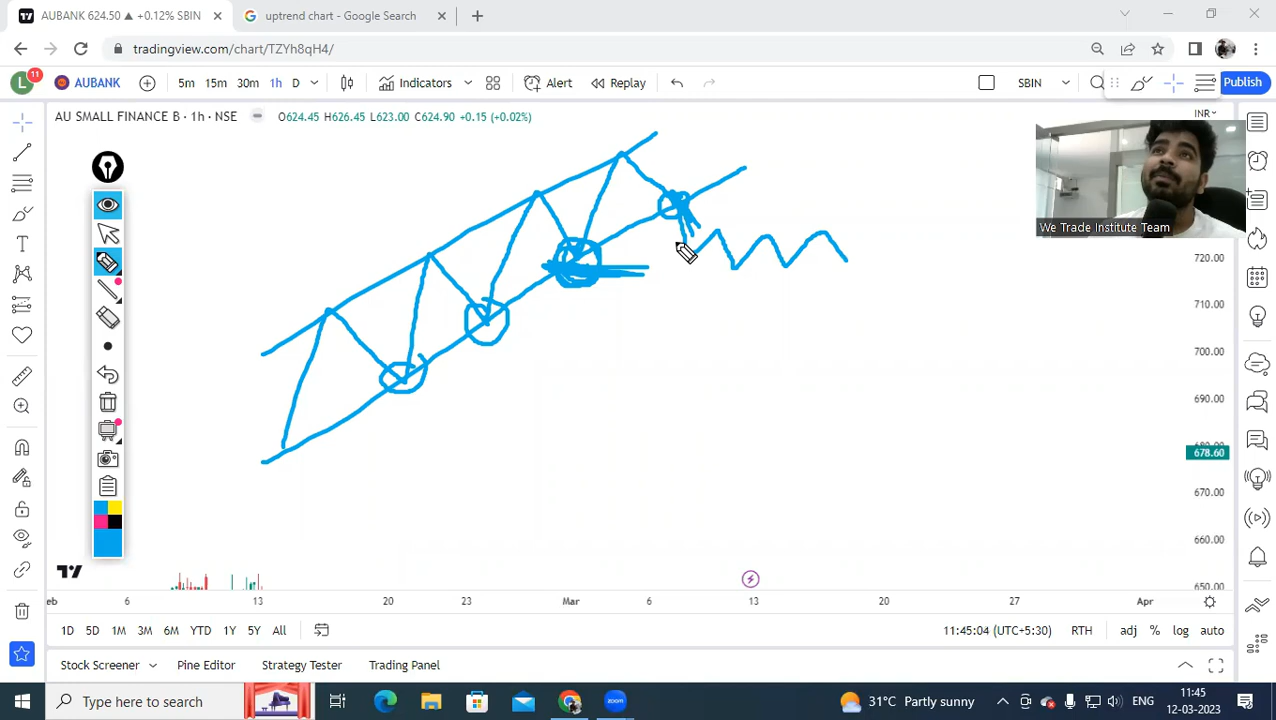 AUBANK 624.50 ▲ +0.12% SBIN
uptrend chart - Google Search
tradingview.com/chart/TZYh8qH4/
L
11
AUBANK
5m 15m 30m 1h D
Indicators
Alert
Replay
SBIN
Publish
AU SMALL FINANCE B · 1h · NSE
O624.45 H626.45 L623.00 C624.90 +0.15 (+0.02%)
INR
We Trade Institute Team
720.00
710.00
700.00
690.00
680.00
678.60
670.00
660.00
650.00
eb 6 13 20 23 Mar 6 13 20 27 Apr
1D 5D 1M 3M 6M YTD 1Y 5Y All
11:45:04 (UTC+5:30) RTH adj % log auto
Stock Screener Pine Editor Strategy Tester Trading Panel
Type here to search
zoom
31°C Partly sunny
ENG
11:45
12-03-2023